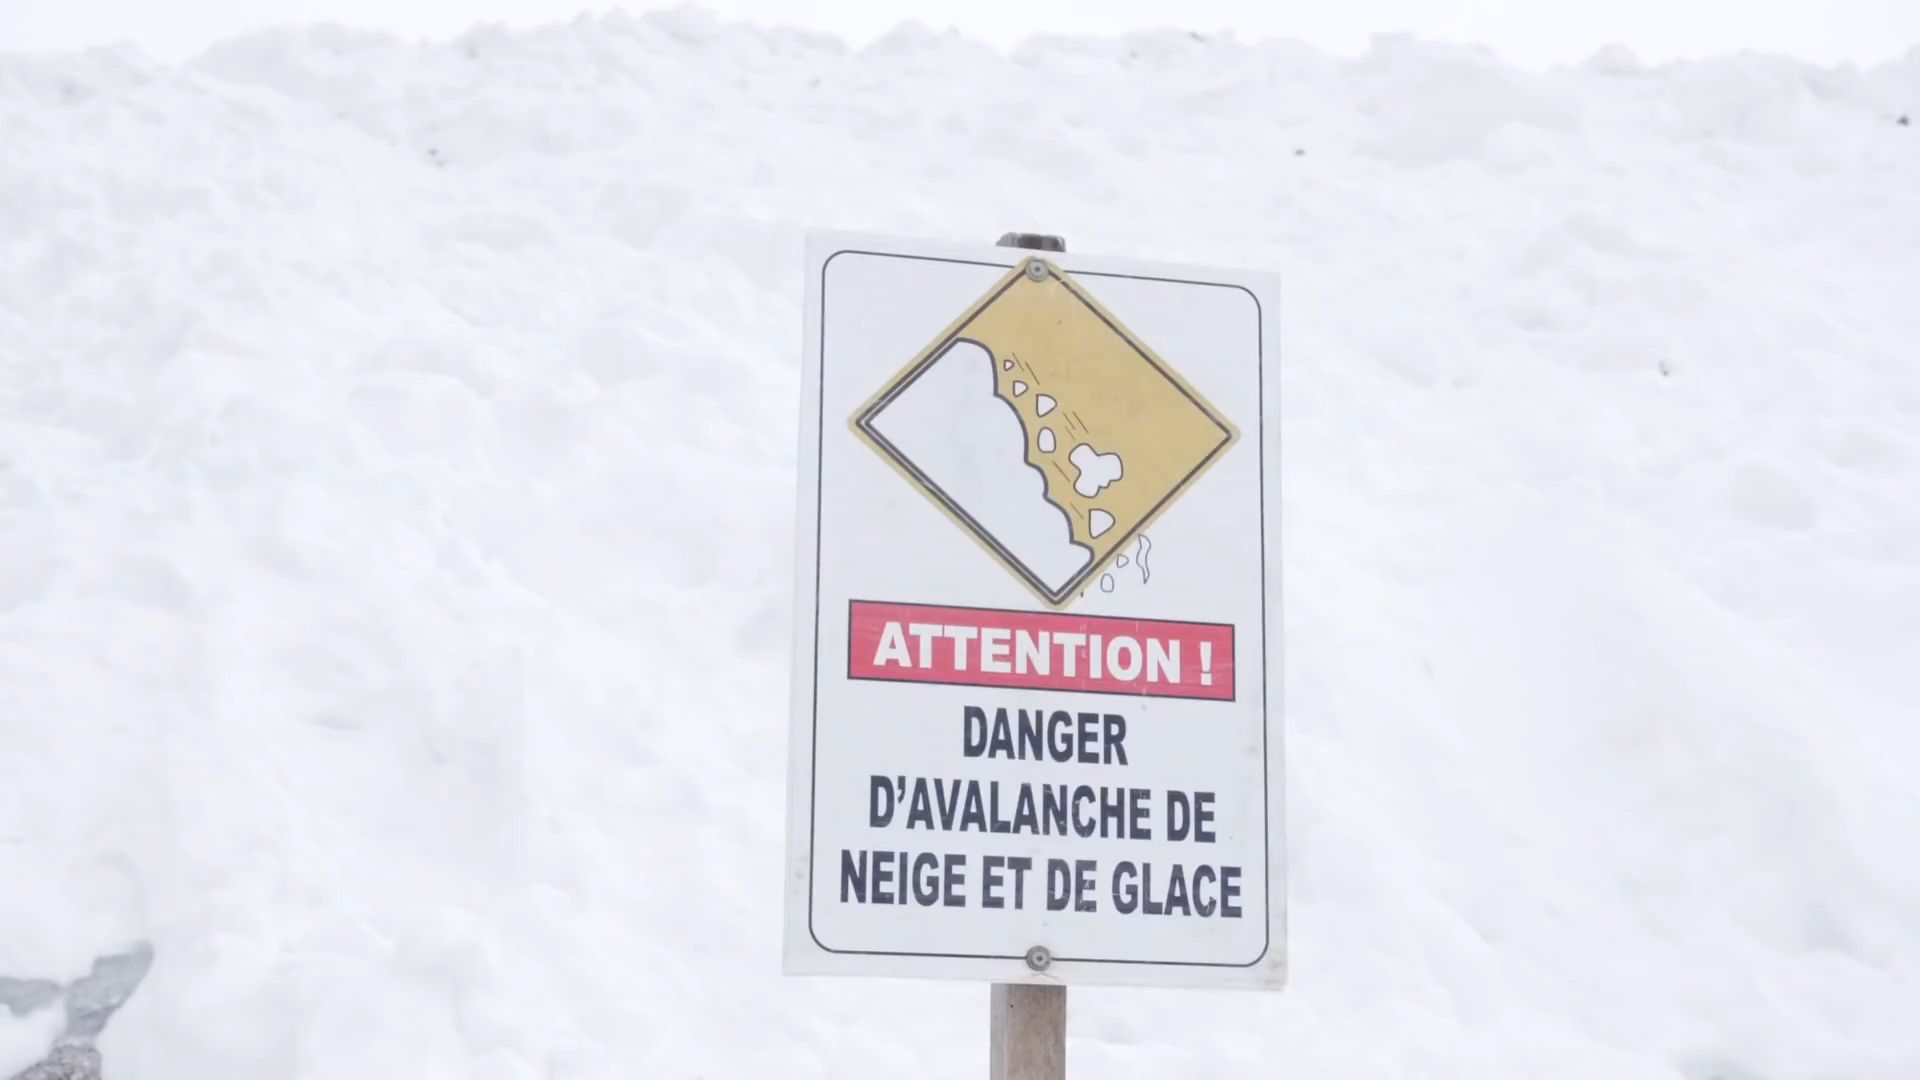 ATTENTION !
DANGER
D'AVALANCHE DE
NEIGE ET DE GLACE